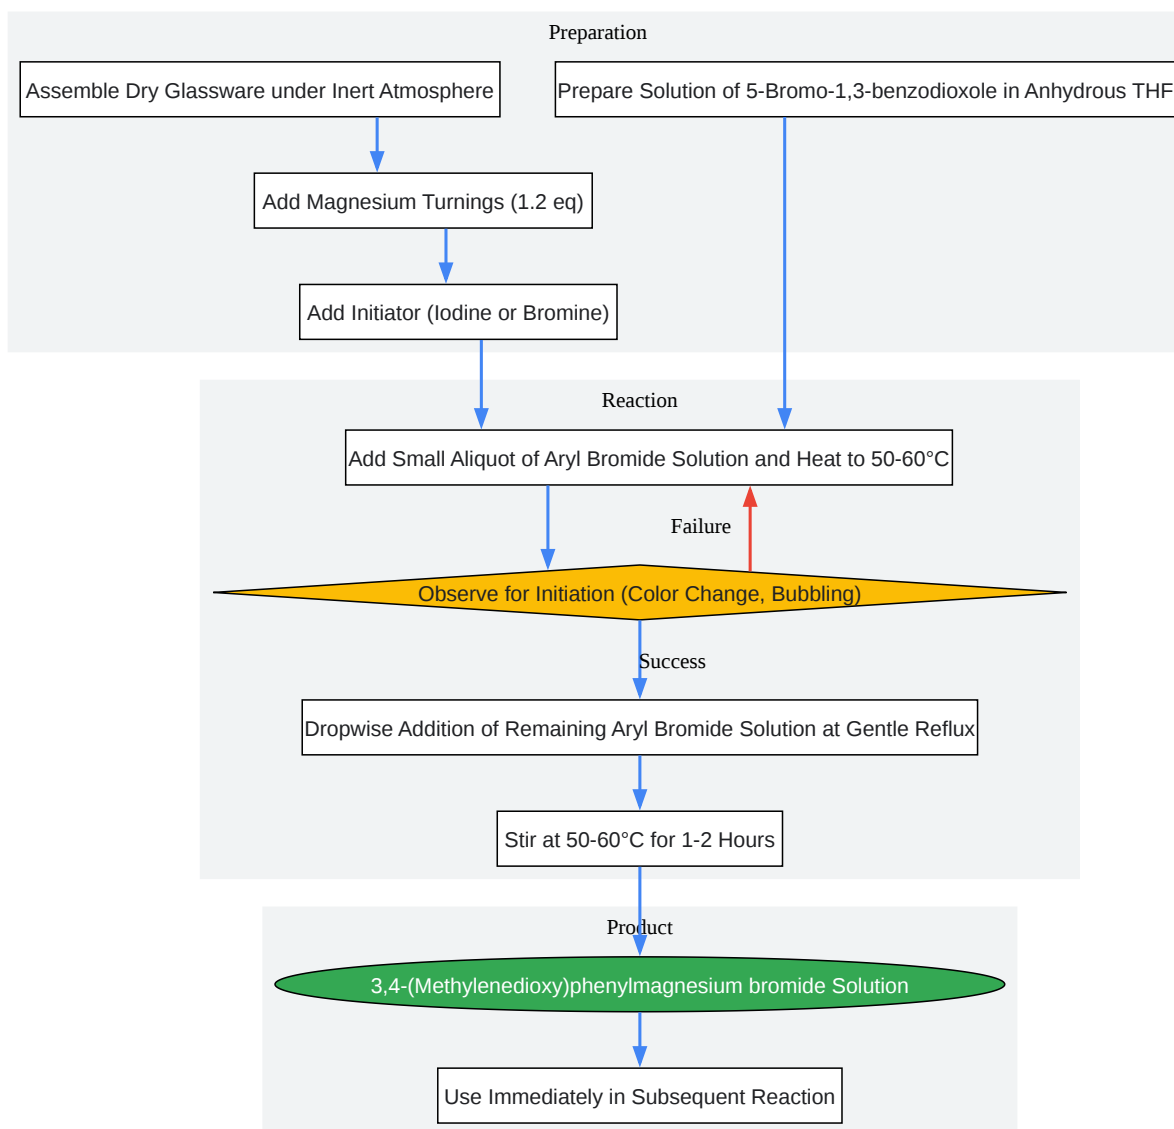 Preparation
Assemble Dry Glassware under Inert Atmosphere
Prepare Solution of 5-Bromo-1,3-benzodioxole in Anhydrous THF
Add Magnesium Turnings (1.2 eq)
Add Initiator (Iodine or Bromine)
Reaction
Add Small Aliquot of Aryl Bromide Solution and Heat to 50-60°C
Failure
Observe for Initiation (Color Change, Bubbling)
Success
Dropwise Addition of Remaining Aryl Bromide Solution at Gentle Reflux
Stir at 50-60°C for 1-2 Hours
Product
3,4-(Methylenedioxy)phenylmagnesium bromide Solution
Use Immediately in Subsequent Reaction